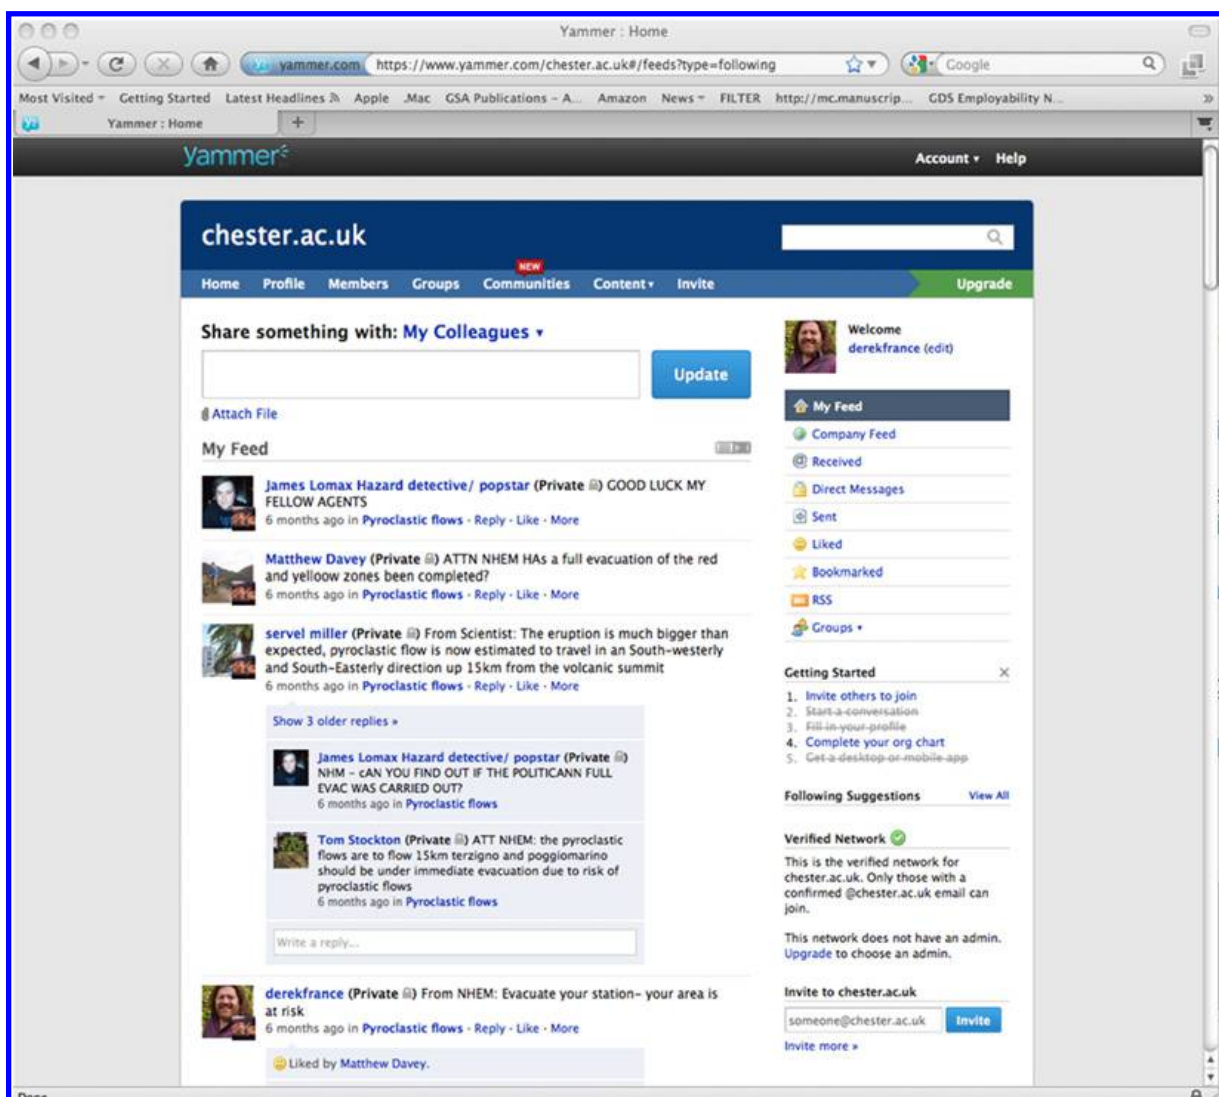 Yammer : Home
yammer.com https://www.yammer.com/chester.ac.uk#/feeds?type=following Google
Most Visited Getting Started Latest Headlines Apple .Mac GSA Publications – A... Amazon News FILTER http://mc.manuscrip... GDS Employability N...
Yammer : Home
yammer
Account Help
chester.ac.uk
NEW
Home Profile Members Groups Communities Content Invite Upgrade
Share something with: My Colleagues
Update
Attach File
My Feed
James Lomax Hazard detective/ popstar (Private) GOOD LUCK MY
FELLOW AGENTS
6 months ago in Pyroclastic flows · Reply · Like · More
Matthew Davey (Private) ATTN NHEM HAs a full evacuation of the red
and yelloow zones been completed?
6 months ago in Pyroclastic flows · Reply · Like · More
servel miller (Private) From Scientist: The eruption is much bigger than
expected, pyroclastic flow is now estimated to travel in an South-westerly
and South-Easterly direction up 15km from the volcanic summit
6 months ago in Pyroclastic flows · Reply · Like · More
Show 3 older replies »
James Lomax Hazard detective/ popstar (Private)
NHM – cAN YOU FIND OUT IF THE POLITICANN FULL
EVAC WAS CARRIED OUT?
6 months ago in Pyroclastic flows
Tom Stockton (Private) ATT NHEM: the pyroclastic
flows are to flow 15km terzigno and poggiomarino
should be under immediate evacuation due to risk of
pyroclastic flows
6 months ago in Pyroclastic flows
Write a reply...
derekfrance (Private) From NHEM: Evacuate your station– your area is
at risk
6 months ago in Pyroclastic flows · Reply · Like · More
Liked by Matthew Davey.
Welcome
derekfrance (edit)
My Feed
Company Feed
Received
Direct Messages
Sent
Liked
Bookmarked
RSS
Groups
Getting Started
1. Invite others to join
2. Start a conversation
3. Fill in your profile
4. Complete your org chart
5. Get a desktop or mobile app
Following Suggestions View All
Verified Network
This is the verified network for
chester.ac.uk. Only those with a
confirmed @chester.ac.uk email can
join.
This network does not have an admin.
Upgrade to choose an admin.
Invite to chester.ac.uk
someone@chester.ac.uk Invite
Invite more »